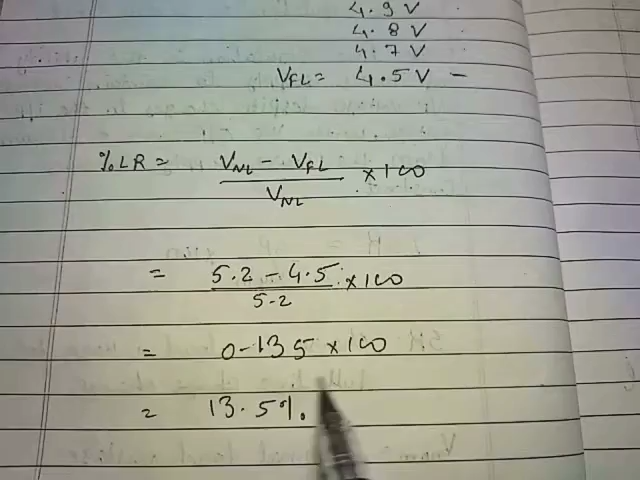 4.9 V
4.8 V
4.7 V
VFL = 4.5 V –
%LR = VNL – VFL / VNL × 100
= 5.2 – 4.5 / 5.2 × 100
= 0.135 × 100
= 13.5%.